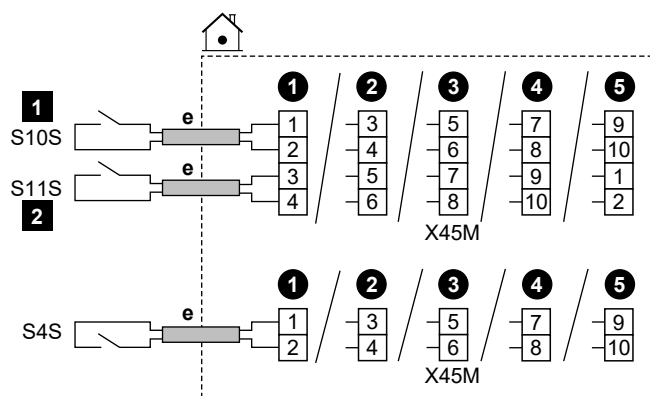 1 2 3 4 5
1
S10S
e
1 3 5 7 9
2 4 6 8 10
S11S
e
3 5 7 9 1
4 6 8 10 2
2
X45M
1 2 3 4 5
S4S
e
1 3 5 7 9
2 4 6 8 10
X45M